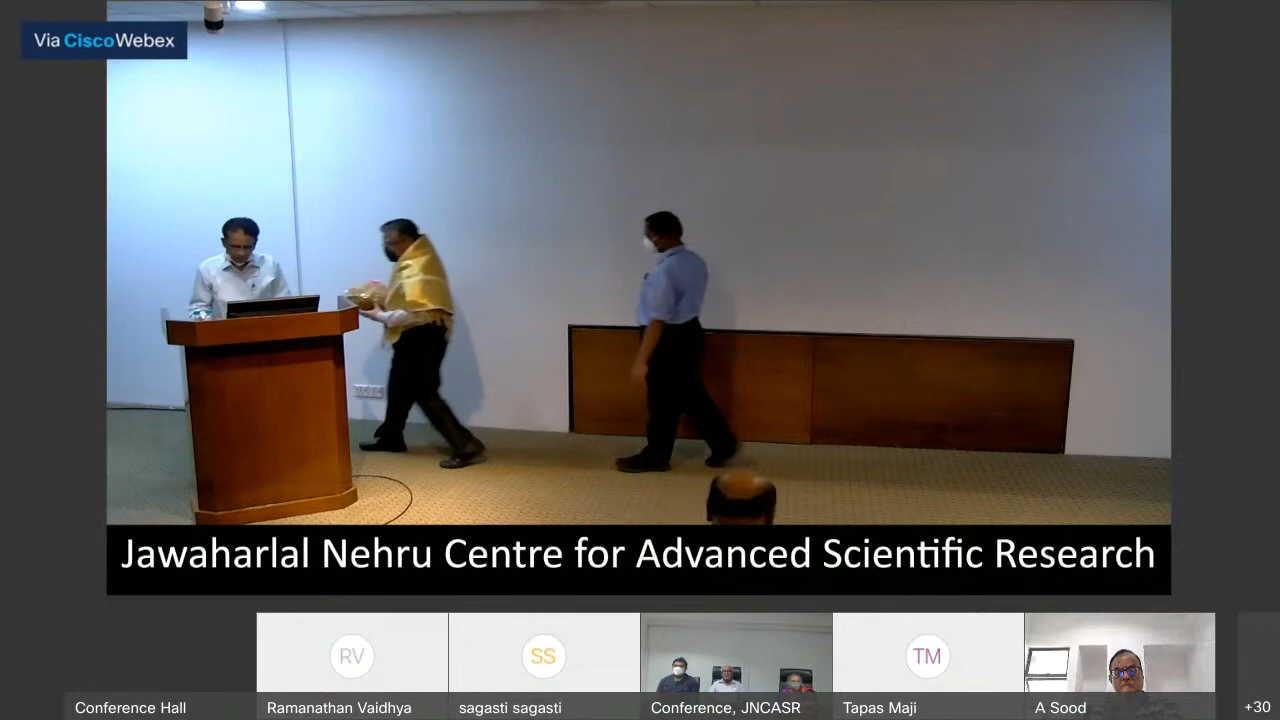 Via CiscoWebex
Jawaharlal Nehru Centre for Advanced Scientific Research
RV
SS
TM
Conference Hall
Ramanathan Vaidhya
sagasti sagasti
Conference, JNCASR
Tapas Maji
A Sood
+30